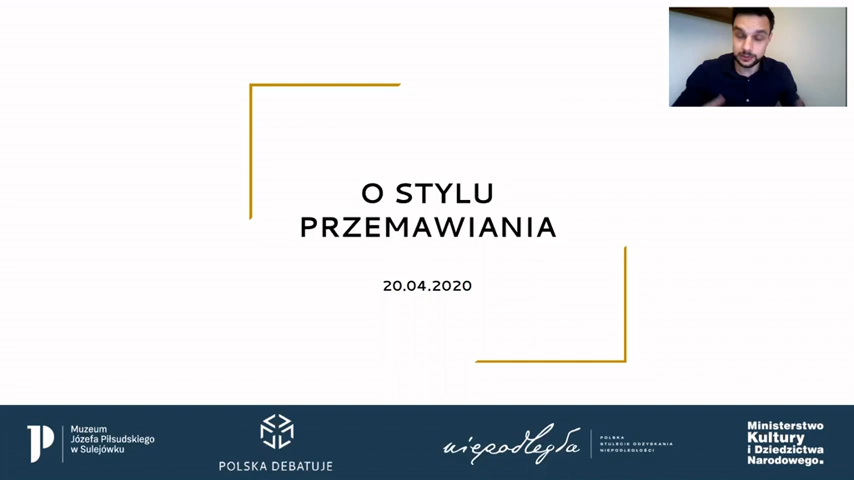 O STYLU
PRZEMAWIANIA
20.04.2020
Muzeum
Józefa Piłsudskiego
w Sulejówku
POLSKA DEBATUJE
niepodległa
POLSKA
STULECIE ODZYSKANIA
NIEPODLEGŁOŚCI
Ministerstwo
Kultury
i Dziedzictwa
Narodowego.